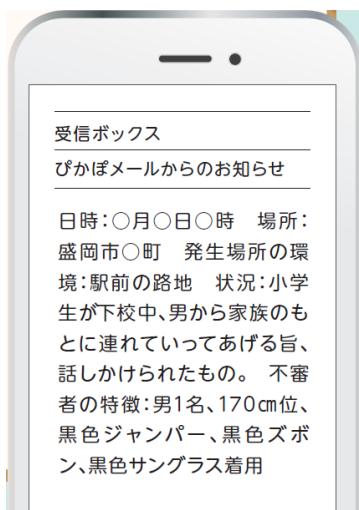 受信ボックス
ぴかぽメールからのお知らせ
日時：○月○日○時　場所：
盛岡市○町　発生場所の環
境：駅前の路地　状況：小学
生が下校中、男から家族のも
とに連れていってあげる旨、
話しかけられたもの。　不審
者の特徴：男1名、170㎝位、
黒色ジャンパー、黒色ズボ
ン、黒色サングラス着用